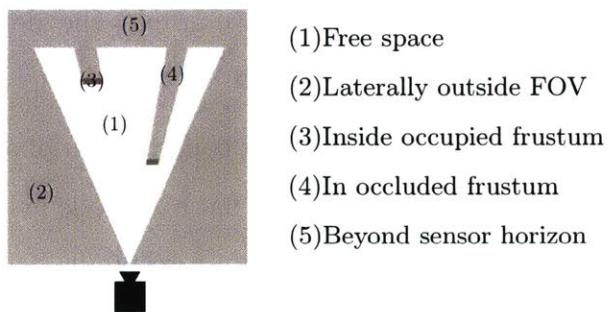 (5)
(3)
(4)
(1)
(2)
(1)Free space
(2)Laterally outside FOV
(3)Inside occupied frustum
(4)In occluded frustum
(5)Beyond sensor horizon